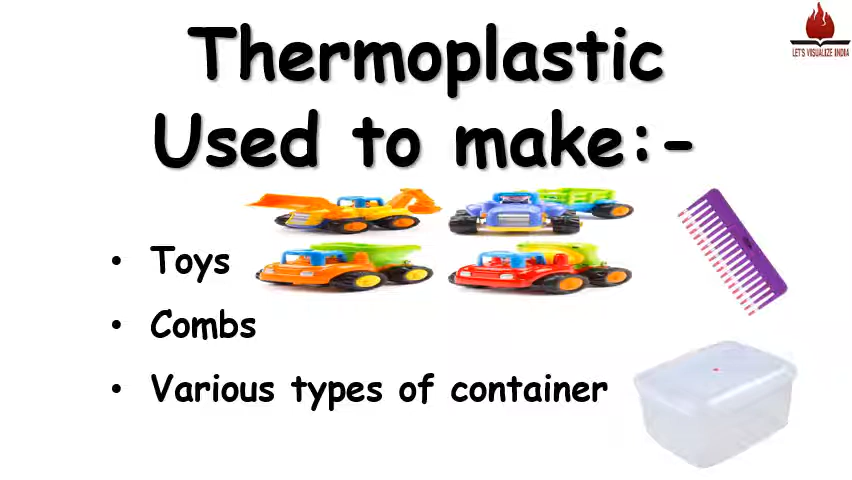 Thermoplastic
Used to make:-
LET'S VISUALIZE INDIA
• Toys
• Combs
• Various types of container